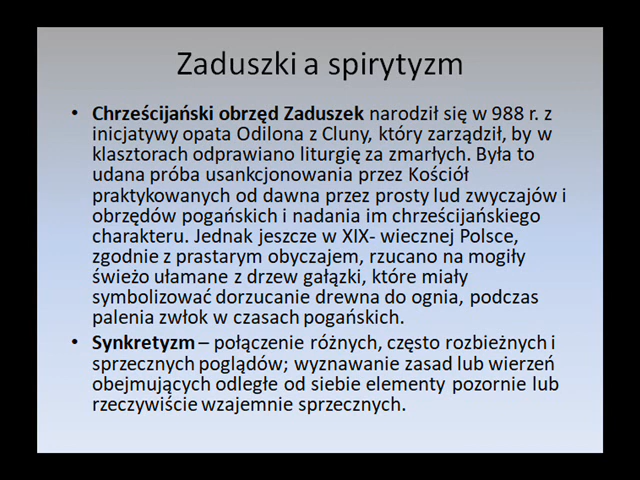 Zaduszki a spirytyzm
• Chrześcijański obrzęd Zaduszek narodził się w 988 r. z
inicjatywy opata Odilona z Cluny, który zarządził, by w
klasztorach odprawiano liturgię za zmarłych. Była to
udana próba usankcjonowania przez Kościół
praktykowanych od dawna przez prosty lud zwyczajów i
obrzędów pogańskich i nadania im chrześcijańskiego
charakteru. Jednak jeszcze w XIX- wiecznej Polsce,
zgodnie z prastarym obyczajem, rzucano na mogiły
świeżo ułamane z drzew gałązki, które miały
symbolizować dorzucanie drewna do ognia, podczas
palenia zwłok w czasach pogańskich.
• Synkretyzm – połączenie różnych, często rozbieżnych i
sprzecznych poglądów; wyznawanie zasad lub wierzeń
obejmujących odległe od siebie elementy pozornie lub
rzeczywiście wzajemnie sprzecznych.